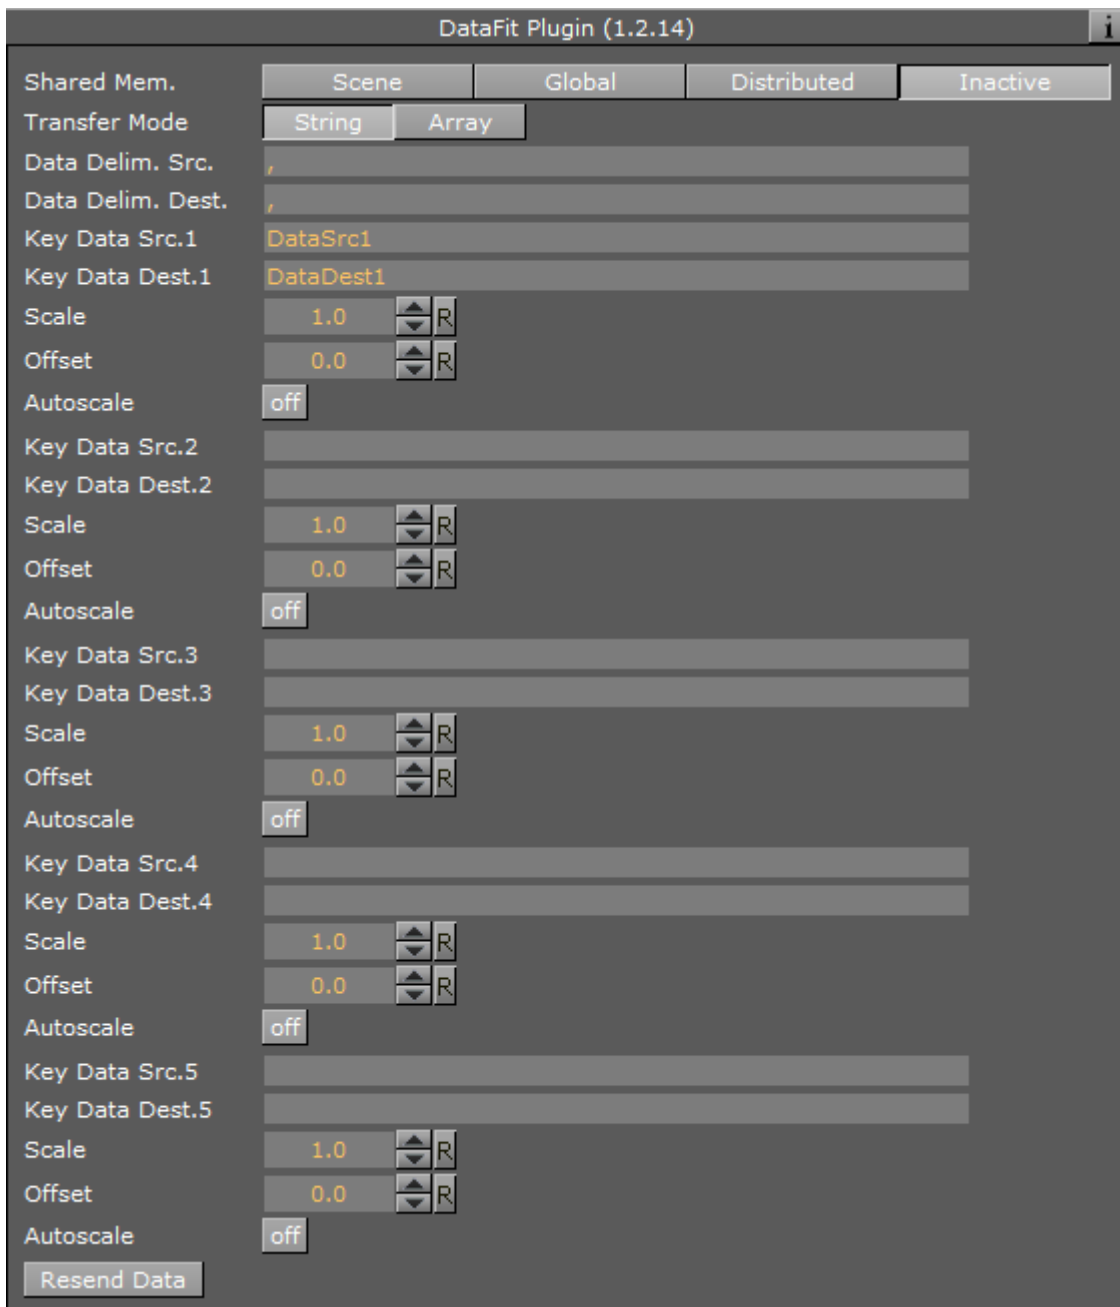 DataFit Plugin (1.2.14) i
Shared Mem. Scene Global Distributed Inactive
Transfer Mode String Array
Data Delim. Src. ,
Data Delim. Dest. ,
Key Data Src.1 DataSrc1
Key Data Dest.1 DataDest1
Scale 1.0 R
Offset 0.0 R
Autoscale off
Key Data Src.2
Key Data Dest.2
Scale 1.0 R
Offset 0.0 R
Autoscale off
Key Data Src.3
Key Data Dest.3
Scale 1.0 R
Offset 0.0 R
Autoscale off
Key Data Src.4
Key Data Dest.4
Scale 1.0 R
Offset 0.0 R
Autoscale off
Key Data Src.5
Key Data Dest.5
Scale 1.0 R
Offset 0.0 R
Autoscale off
Resend Data